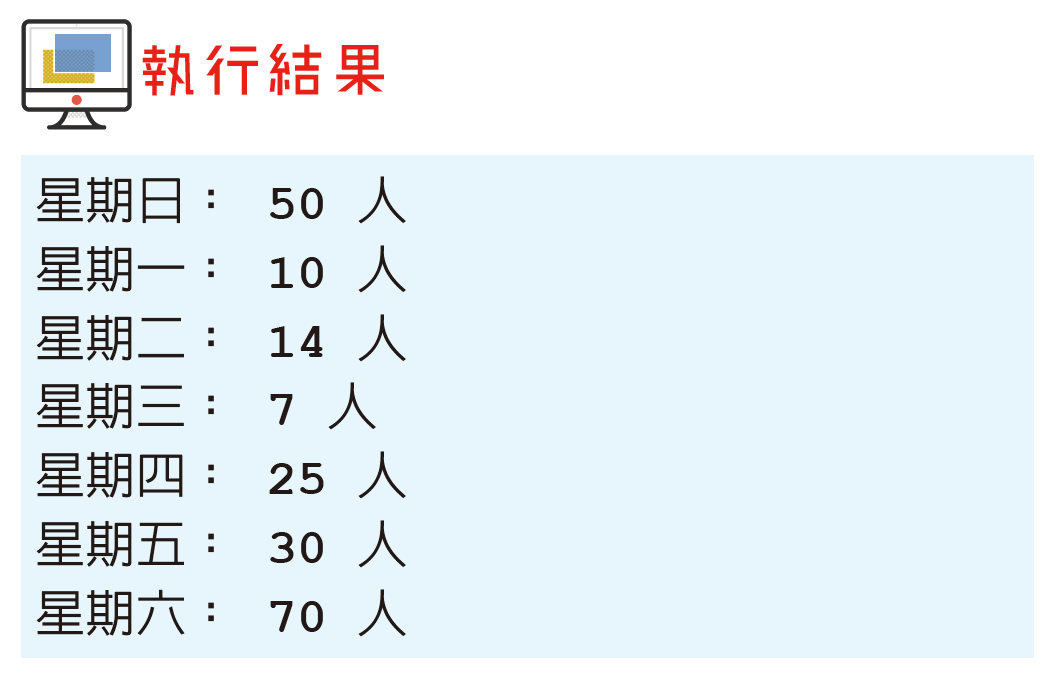 執行結果
星期日： 50 人
星期一： 10 人
星期二： 14 人
星期三： 7 人
星期四： 25 人
星期五： 30 人
星期六： 70 人